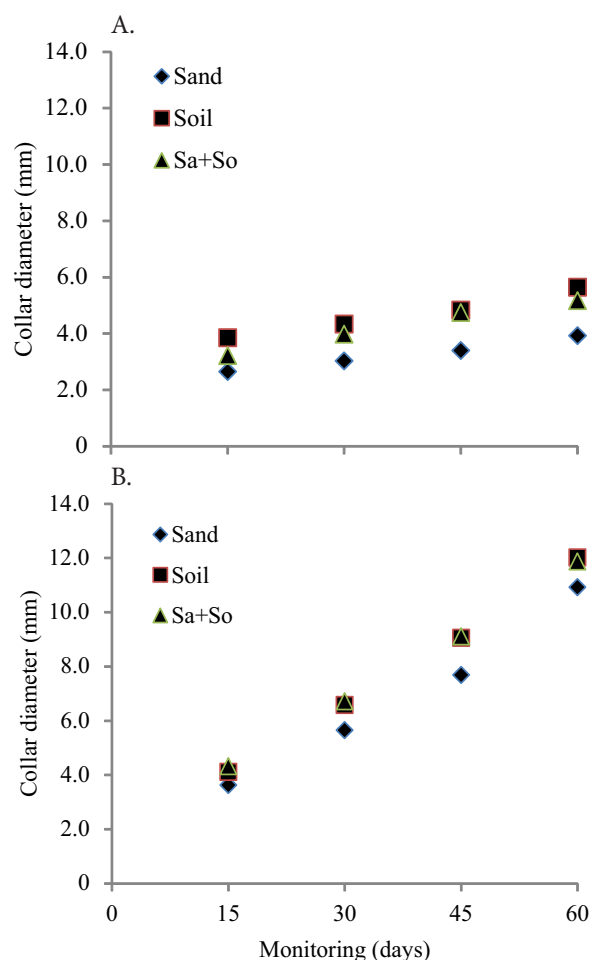 A.
14.0
12.0
10.0
8.0
6.0
4.0
2.0
0
Collar diameter (mm)
Sand
Soil
Sa+So
B.
14.0
12.0
10.0
8.0
6.0
4.0
2.0
0
Collar diameter (mm)
Sand
Soil
Sa+So
0 15 30 45 60
Monitoring (days)